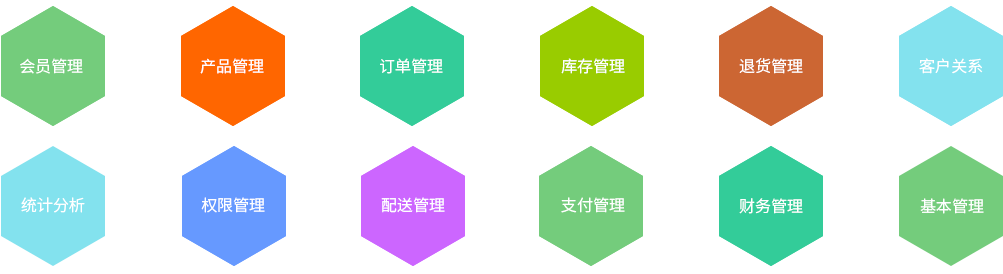 会员管理
产品管理
订单管理
库存管理
退货管理
客户关系
统计分析
权限管理
配送管理
支付管理
财务管理
基本管理